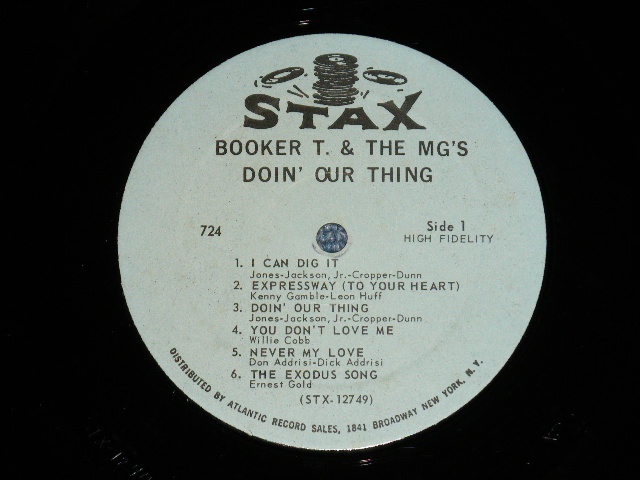 STAX
BOOKER T. & THE MG'S
DOIN' OUR THING
724
Side 1
HIGH FIDELITY
1. I CAN DIG IT
Jones-Jackson, Jr.-Cropper-Dunn
2. EXPRESSWAY (TO YOUR HEART)
Kenny Gamble-Leon Huff
3. DOIN' OUR THING
Jones-Jackson, Jr.-Cropper-Dunn
4. YOU DON'T LOVE ME
Willie Cobb
5. NEVER MY LOVE
Don Addrisi-Dick Addrisi
6. THE EXODUS SONG
Ernest Gold
(STX-12749)
DISTRIBUTED BY ATLANTIC RECORD SALES, 1841 BROADWAY NEW YORK, N. Y.